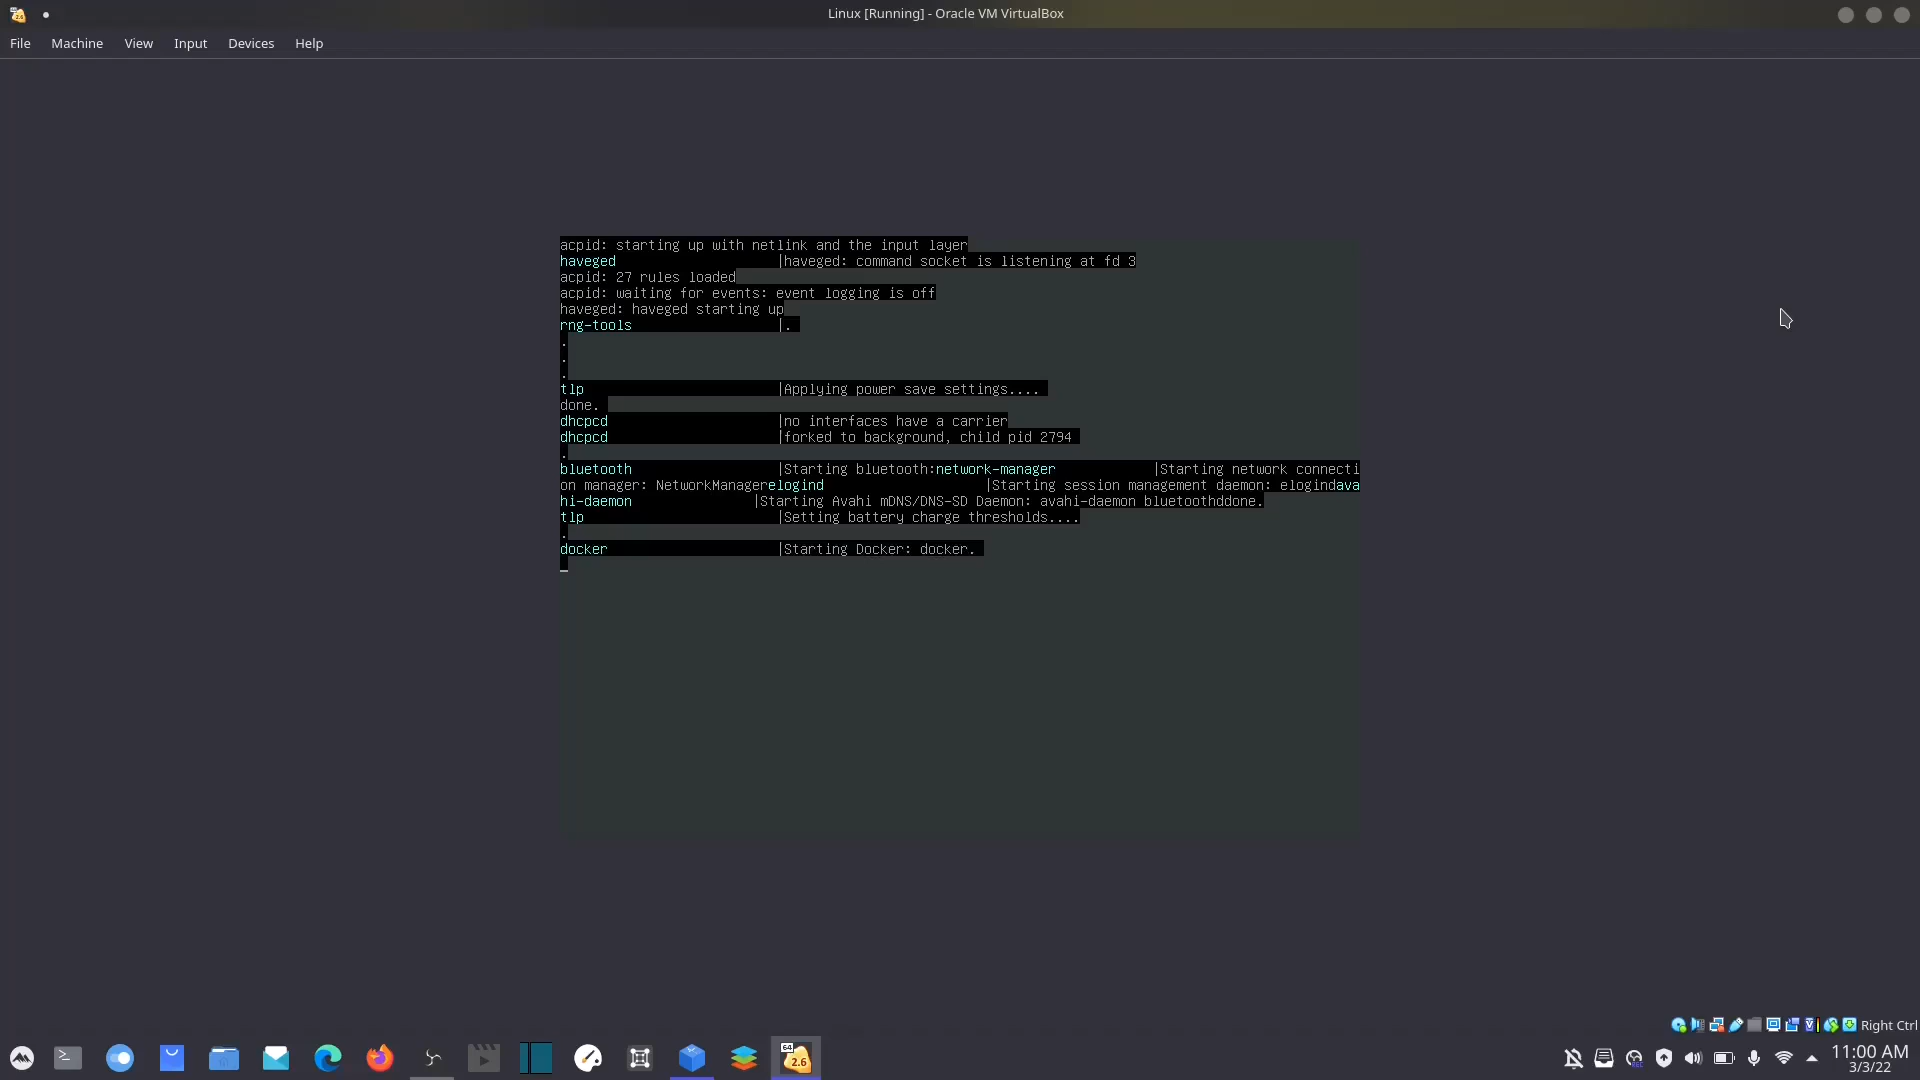 Linux [Running] - Oracle VM VirtualBox
File Machine View Input Devices Help
acpid: starting up with netlink and the input layer
haveged |haveged: command socket is listening at fd 3
acpid: 27 rules loaded
acpid: waiting for events: event logging is off
haveged: haveged starting up
rng-tools |.
.
.
.
tlp |Applying power save settings....
done.
dhcpcd |no interfaces have a carrier
dhcpcd |forked to background, child pid 2794
.
bluetooth |Starting bluetooth:network-manager |Starting network connecti
on manager: NetworkManagerelogind |Starting session management daemon: elogindava
hi-daemon |Starting Avahi mDNS/DNS-SD Daemon: avahi-daemon bluetoothddone.
tlp |Setting battery charge thresholds....
.
docker |Starting Docker: docker.
_
Right Ctrl
64
2.6
11:00 AM
3/3/22